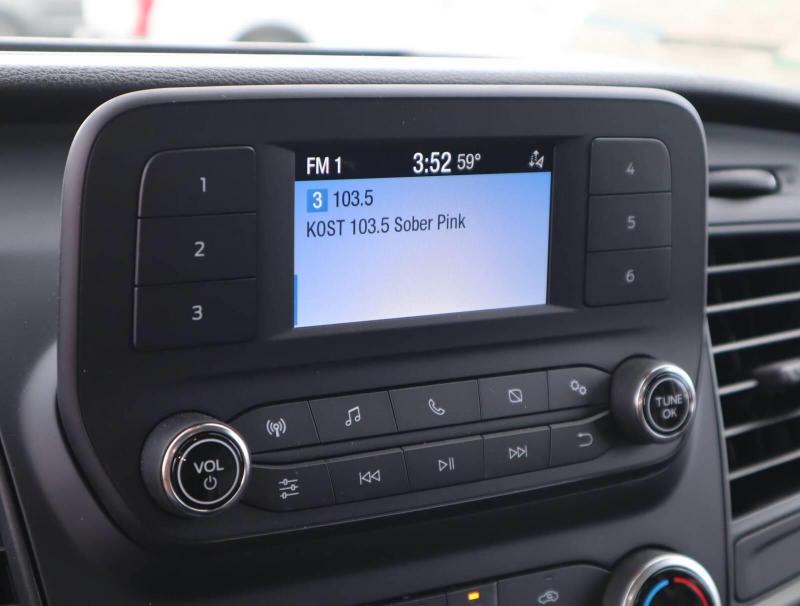 FM 1 3:52 59°
3 103.5
KOST 103.5 Sober Pink
1
2
3
4
5
6
VOL
TUNE
OK